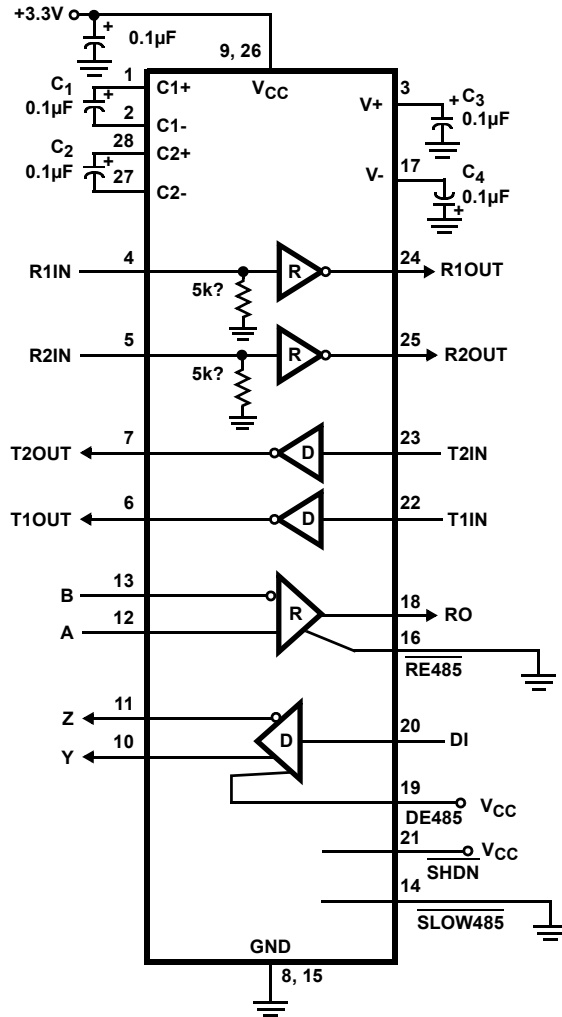 +3.3V
+
0.1µF
9, 26
VCC
C1
0.1µF
+
1
C1+
2
C1-
C2
0.1µF
+
28
C2+
27
C2-
3
V+
+
C3
0.1µF
17
V-
C4
0.1µF
+
R1IN
4
5k?
R
24
R1OUT
R2IN
5
5k?
R
25
R2OUT
T2OUT
7
D
23
T2IN
T1OUT
6
D
22
T1IN
B
13
A
12
R
18
RO
16
RE485
Z
11
Y
10
D
20
DI
19
DE485
VCC
21
SHDN
VCC
14
SLOW485
GND
8, 15